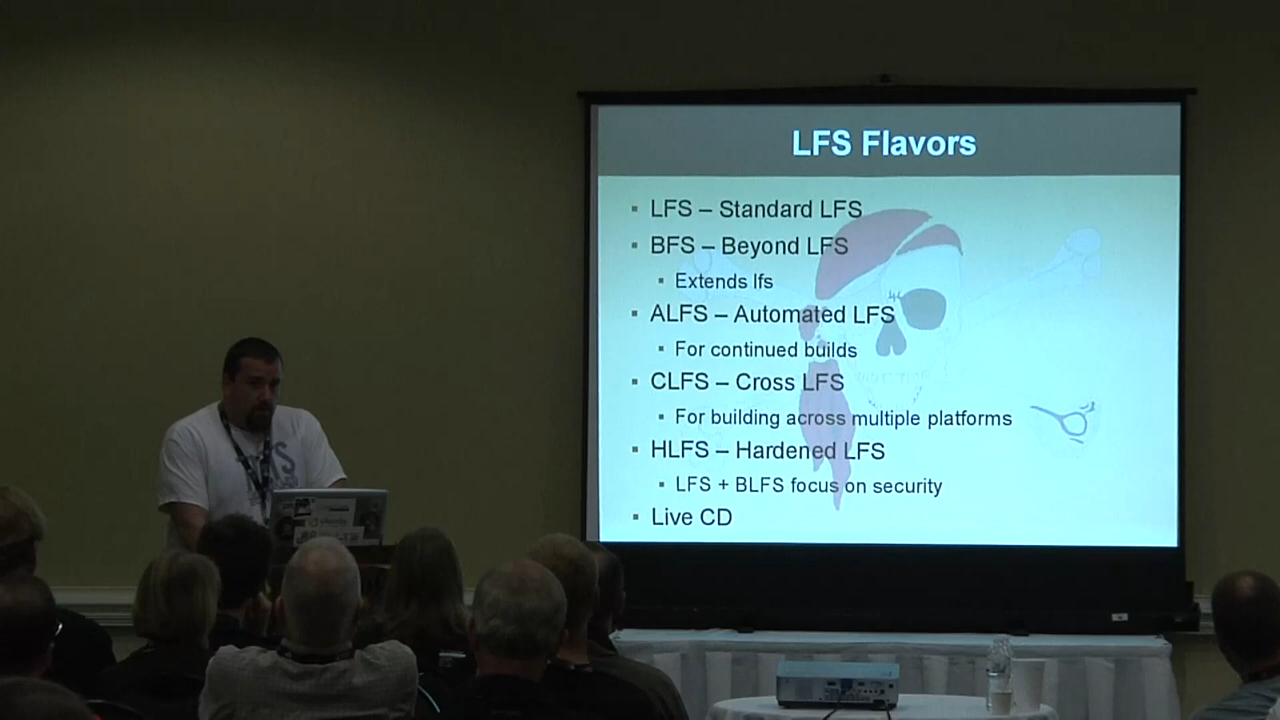 LFS Flavors
LFS – Standard LFS
BFS – Beyond LFS
Extends lfs
ALFS – Automated LFS
For continued builds
CLFS – Cross LFS
For building across multiple platforms
HLFS – Hardened LFS
LFS + BLFS focus on security
Live CD